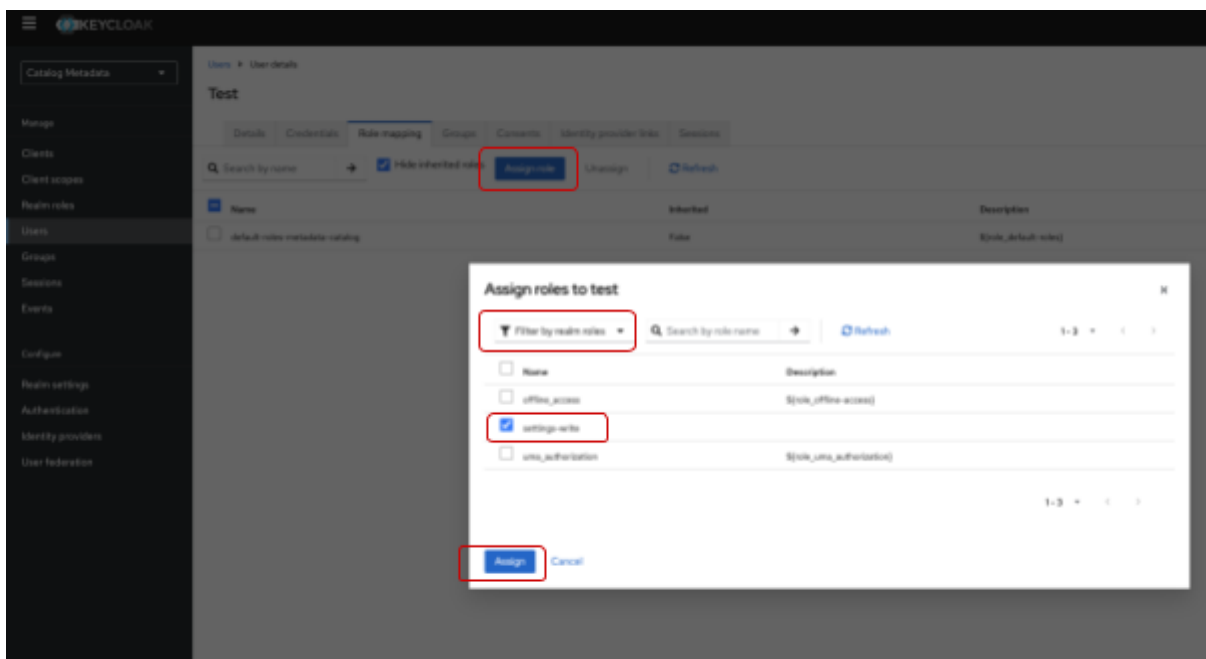 KEYCLOAK
Catalog Metadata
Users User details
Test
Manage
Details Credentials Role mapping Groups Consents Identity provider links Sessions
Clients
Search by name Hide inherited roles Assign role Unassign Refresh
Client scopes
Realm roles
Name Inherited Description
Users
default-roles-metadata-catalog False ${role_default-roles}
Groups
Sessions
Events
Assign roles to test
Filter by realm roles Search by role name Refresh 1-3
Configure
Name Description
Realm settings
offline_access ${role_offline-access}
Authentication
settings-write
Identity providers
uma_authorization ${role_uma_authorization}
User federation
1-3
Assign Cancel